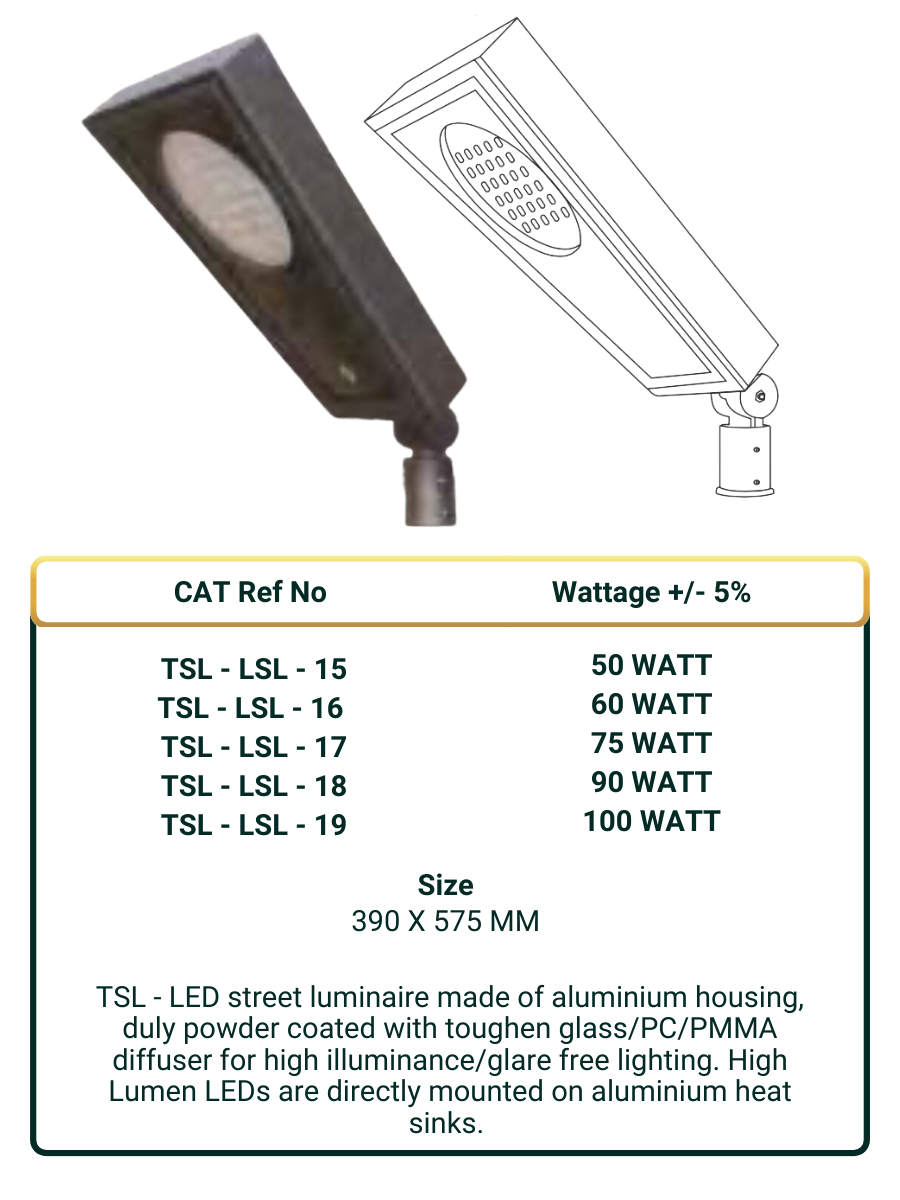 CAT Ref No Wattage +/- 5%
TSL - LSL - 15 50 WATT
TSL - LSL - 16 60 WATT
TSL - LSL - 17 75 WATT
TSL - LSL - 18 90 WATT
TSL - LSL - 19 100 WATT
Size
390 X 575 MM
TSL - LED street luminaire made of aluminium housing,
duly powder coated with toughen glass/PC/PMMA
diffuser for high illuminance/glare free lighting. High
Lumen LEDs are directly mounted on aluminium heat
sinks.